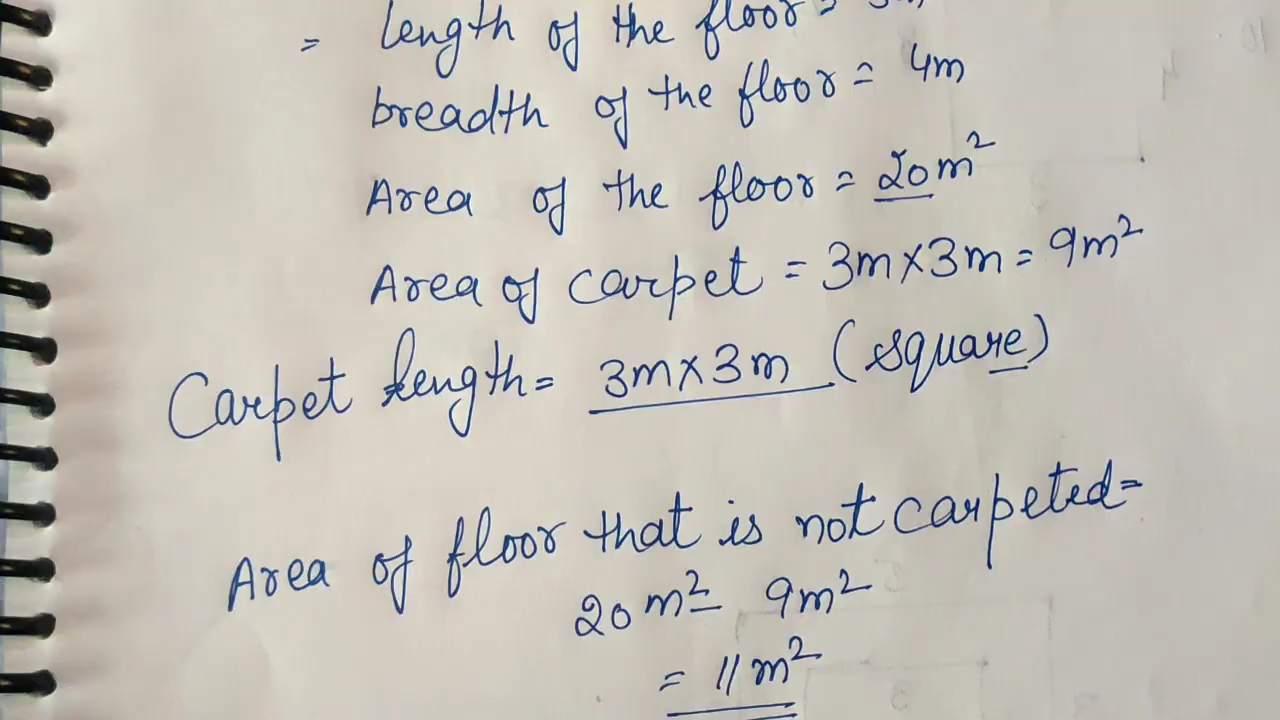 = length of the floor =
breadth of the floor = 4m
Area of the floor = 20m²
Area of carpet = 3m×3m = 9m²
Carpet length = 3m×3m (square)
Area of floor that is not carpeted =
20m² - 9m²
= 11m²